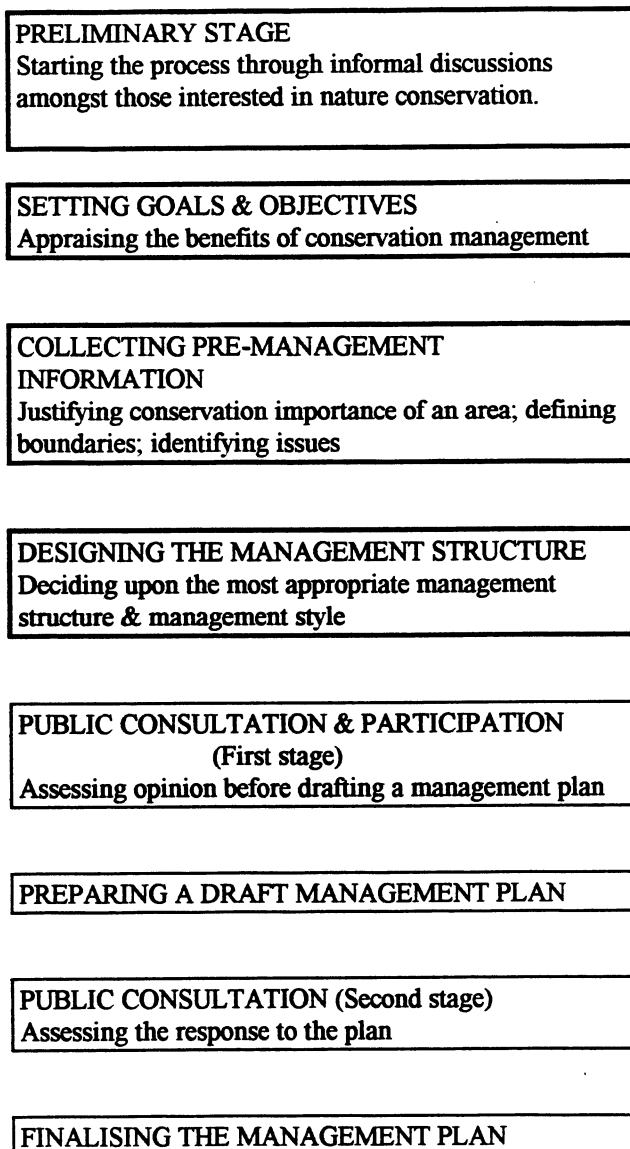 PRELIMINARY STAGE
Starting the process through informal discussions
amongst those interested in nature conservation.
SETTING GOALS & OBJECTIVES
Appraising the benefits of conservation management
COLLECTING PRE-MANAGEMENT
INFORMATION
Justifying conservation importance of an area; defining
boundaries; identifying issues
DESIGNING THE MANAGEMENT STRUCTURE
Deciding upon the most appropriate management
structure & management style
PUBLIC CONSULTATION & PARTICIPATION
(First stage)
Assessing opinion before drafting a management plan
PREPARING A DRAFT MANAGEMENT PLAN
PUBLIC CONSULTATION (Second stage)
Assessing the response to the plan
FINALISING THE MANAGEMENT PLAN